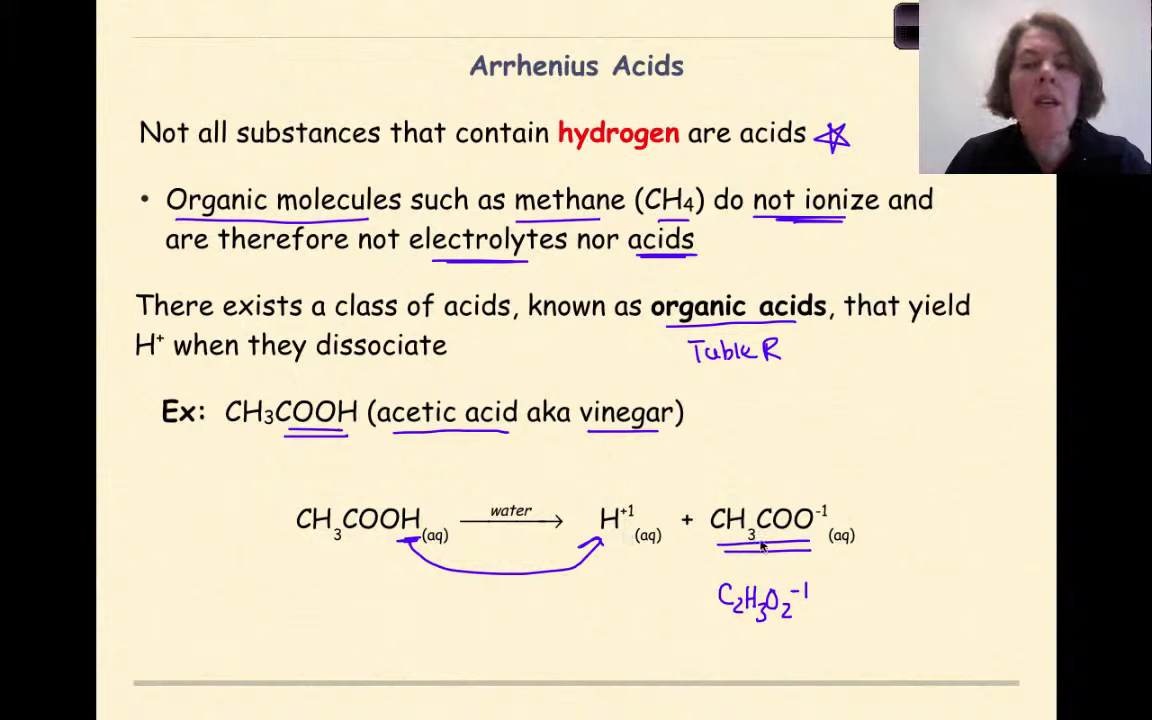 Arrhenius Acids
Not all substances that contain hydrogen are acids
• Organic molecules such as methane (CH₄) do not ionize and
are therefore not electrolytes nor acids
There exists a class of acids, known as organic acids, that yield
H⁺ when they dissociate
Table R
Ex: CH₃COOH (acetic acid aka vinegar)
CH₃COOH(aq) water → H⁺¹(aq) + CH₃COO⁻¹(aq)
C₂H₃O₂⁻¹